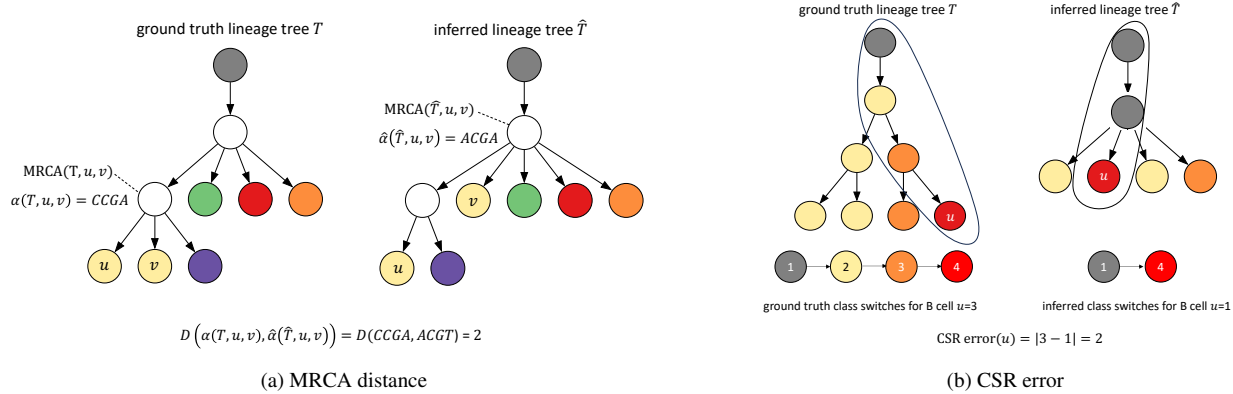 ground truth lineage tree T
inferred lineage tree T̂
MRCA(T̂, u, v)
α̂(T̂, u, v) = ACGA
MRCA(T, u, v)
α(T, u, v) = CCGA
v
u
v
u
D(α(T, u, v), α̂(T̂, u, v)) = D(CCGA, ACGT) = 2
(a) MRCA distance
ground truth lineage tree T
inferred lineage tree T̂
u
u
1
2
3
4
1
4
ground truth class switches for B cell u=3
inferred class switches for B cell u=1
CSR error(u) = |3 − 1| = 2
(b) CSR error